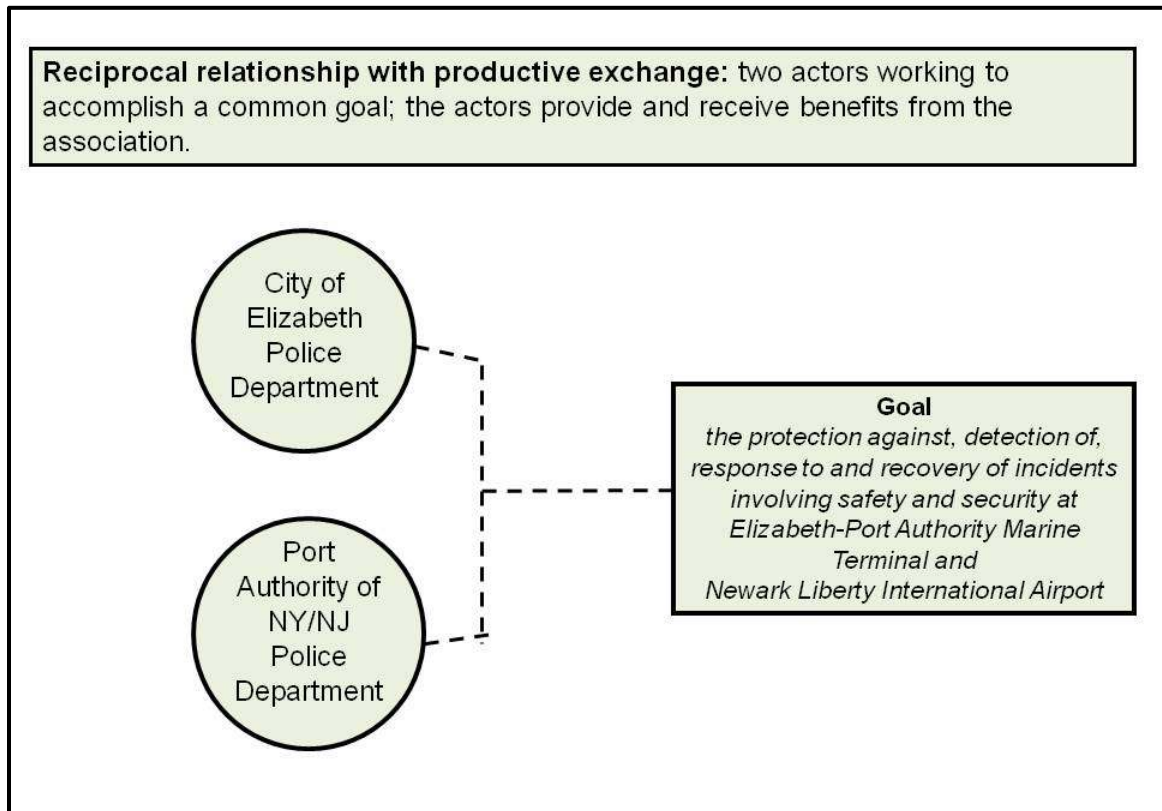 Reciprocal relationship with productive exchange: two actors working to
accomplish a common goal; the actors provide and receive benefits from the
association.
City of
Elizabeth
Police
Department
Port
Authority of
NY/NJ
Police
Department
Goal
the protection against, detection of,
response to and recovery of incidents
involving safety and security at
Elizabeth-Port Authority Marine
Terminal and
Newark Liberty International Airport